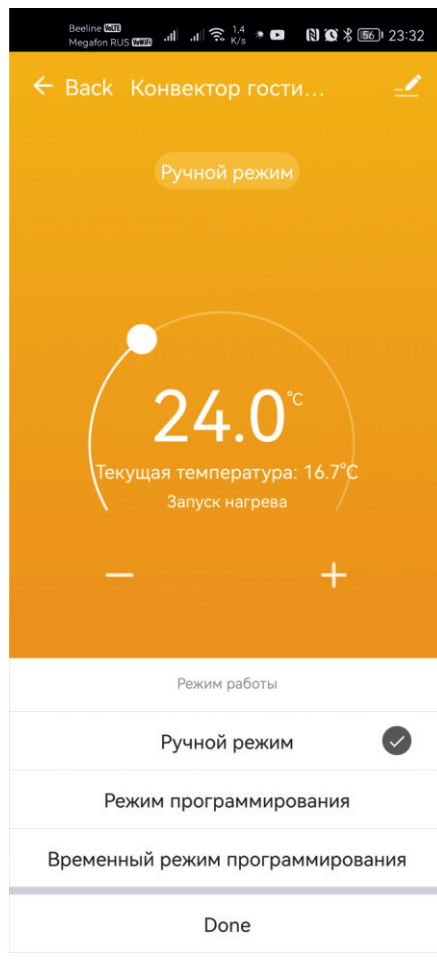 Beeline VoLTE
Megafon RUS VoWiFi 1,4 K/s 56 23:32
Back Конвектор гости...
Ручной режим
24.0°C
Текущая температура: 16.7°C
Запуск нагрева
− +
Режим работы
Ручной режим
Режим программирования
Временный режим программирования
Done